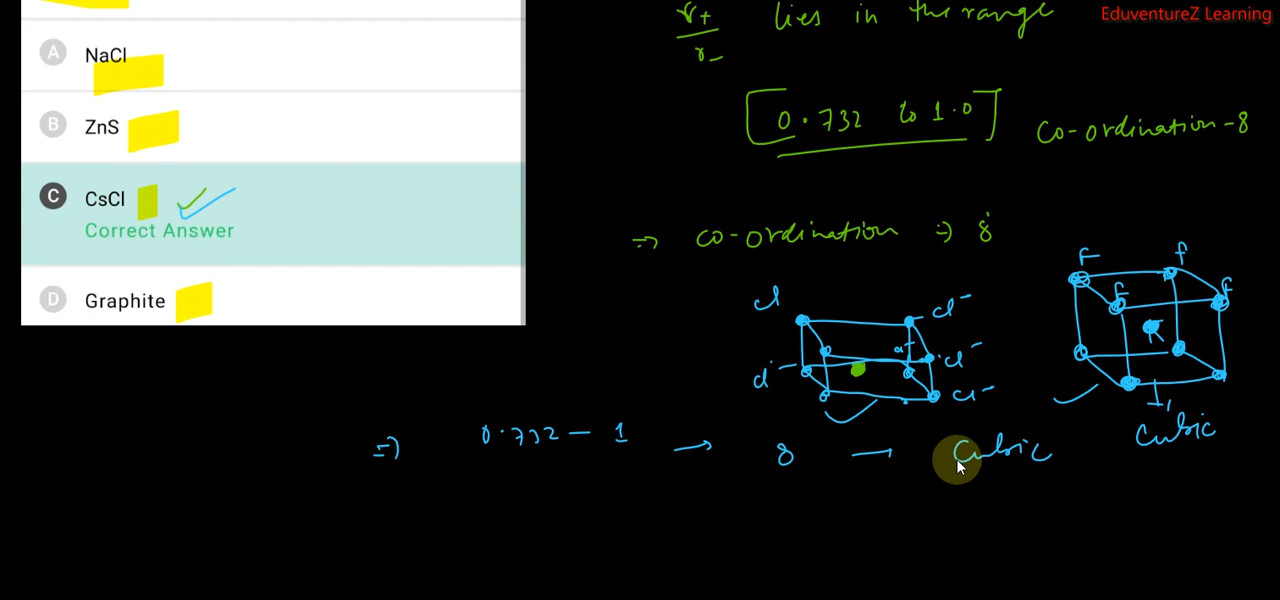 EduventureZ Learning
r+ lies in the range
r-
A NaCl
[0.732 to 1.0] Co-ordination-8
B ZnS
C CsCl
Correct Answer
=> co-ordination => 8
D Graphite
F F
F F
Cl Cl-
Cl-
Cl-
Cl-
=> 0.732 - 1 → 8 → Cubic
Cubic